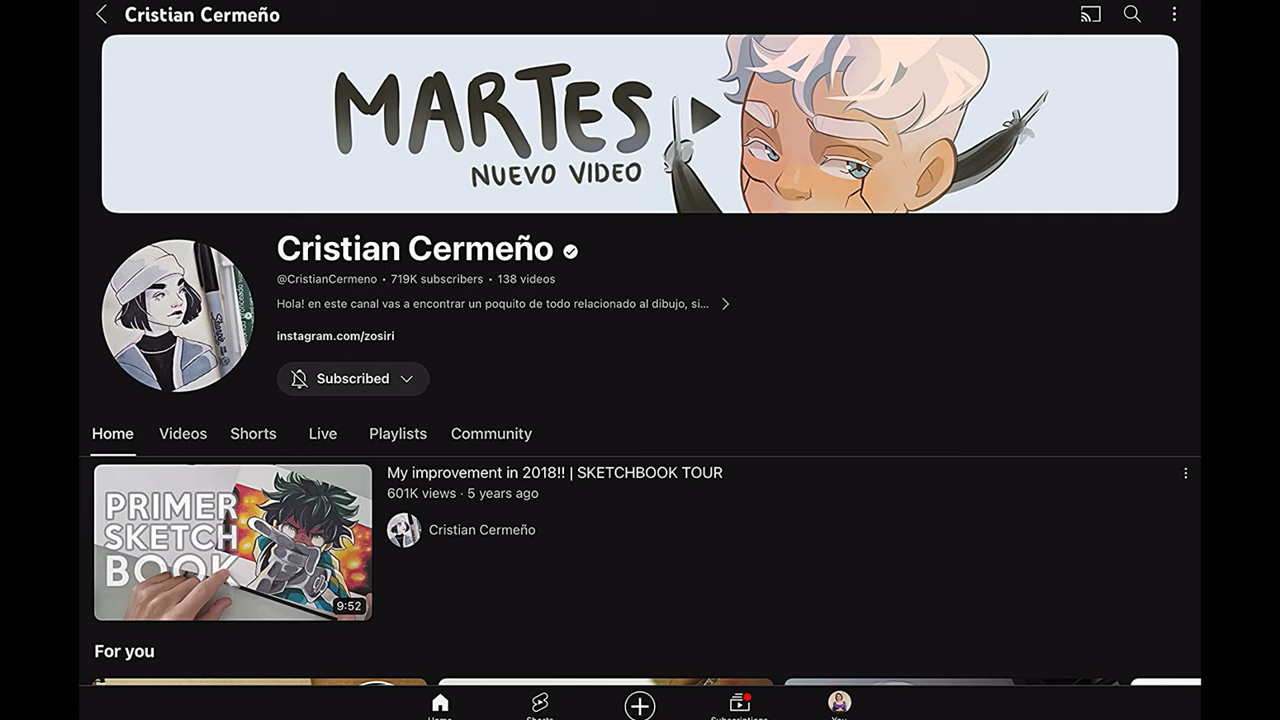 Cristian Cermeño
MARTES
NUEVO VIDEO
Cristian Cermeño
@CristianCermeno • 719K subscribers • 138 videos
Hola! en este canal vas a encontrar un poquito de todo relacionado al dibujo, si...
instagram.com/zosiri
Subscribed
Home Videos Shorts Live Playlists Community
PRIMER
SKETCH
BOOK
9:52
My improvement in 2018!! | SKETCHBOOK TOUR
601K views · 5 years ago
Cristian Cermeño
For you
Home Shorts Subscriptions You